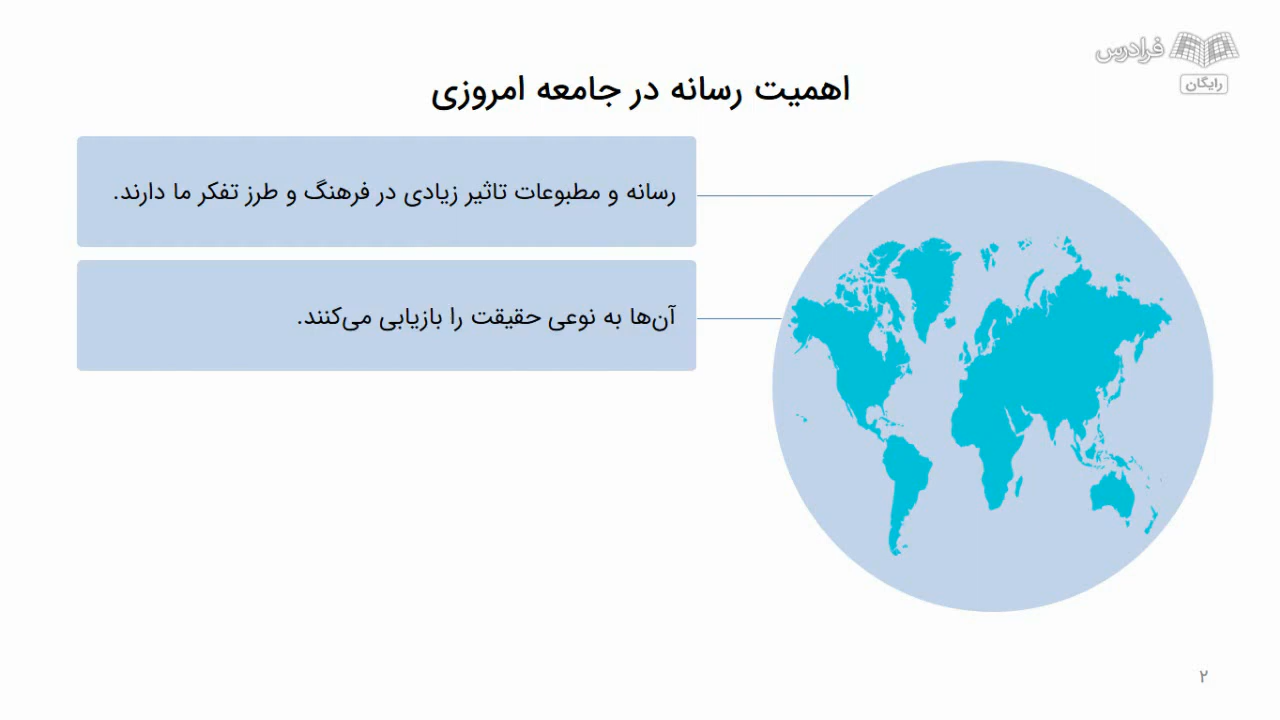 فرادرس
رایگان
اهمیت رسانه در جامعه امروزی
رسانه و مطبوعات تاثیر زیادی در فرهنگ و طرز تفکر ما دارند.
آن‌ها به نوعی حقیقت را بازیابی می‌کنند.
۲